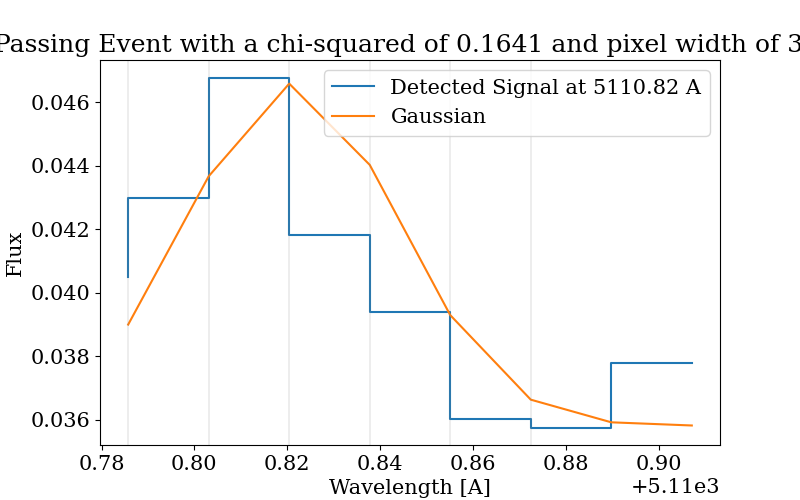 Passing Event with a chi-squared of 0.1641 and pixel width of 3
Detected Signal at 5110.82 A
Gaussian
Flux
0.046
0.044
0.042
0.040
0.038
0.036
0.78 0.80 0.82 0.84 0.86 0.88 0.90
+5.11e3
Wavelength [A]